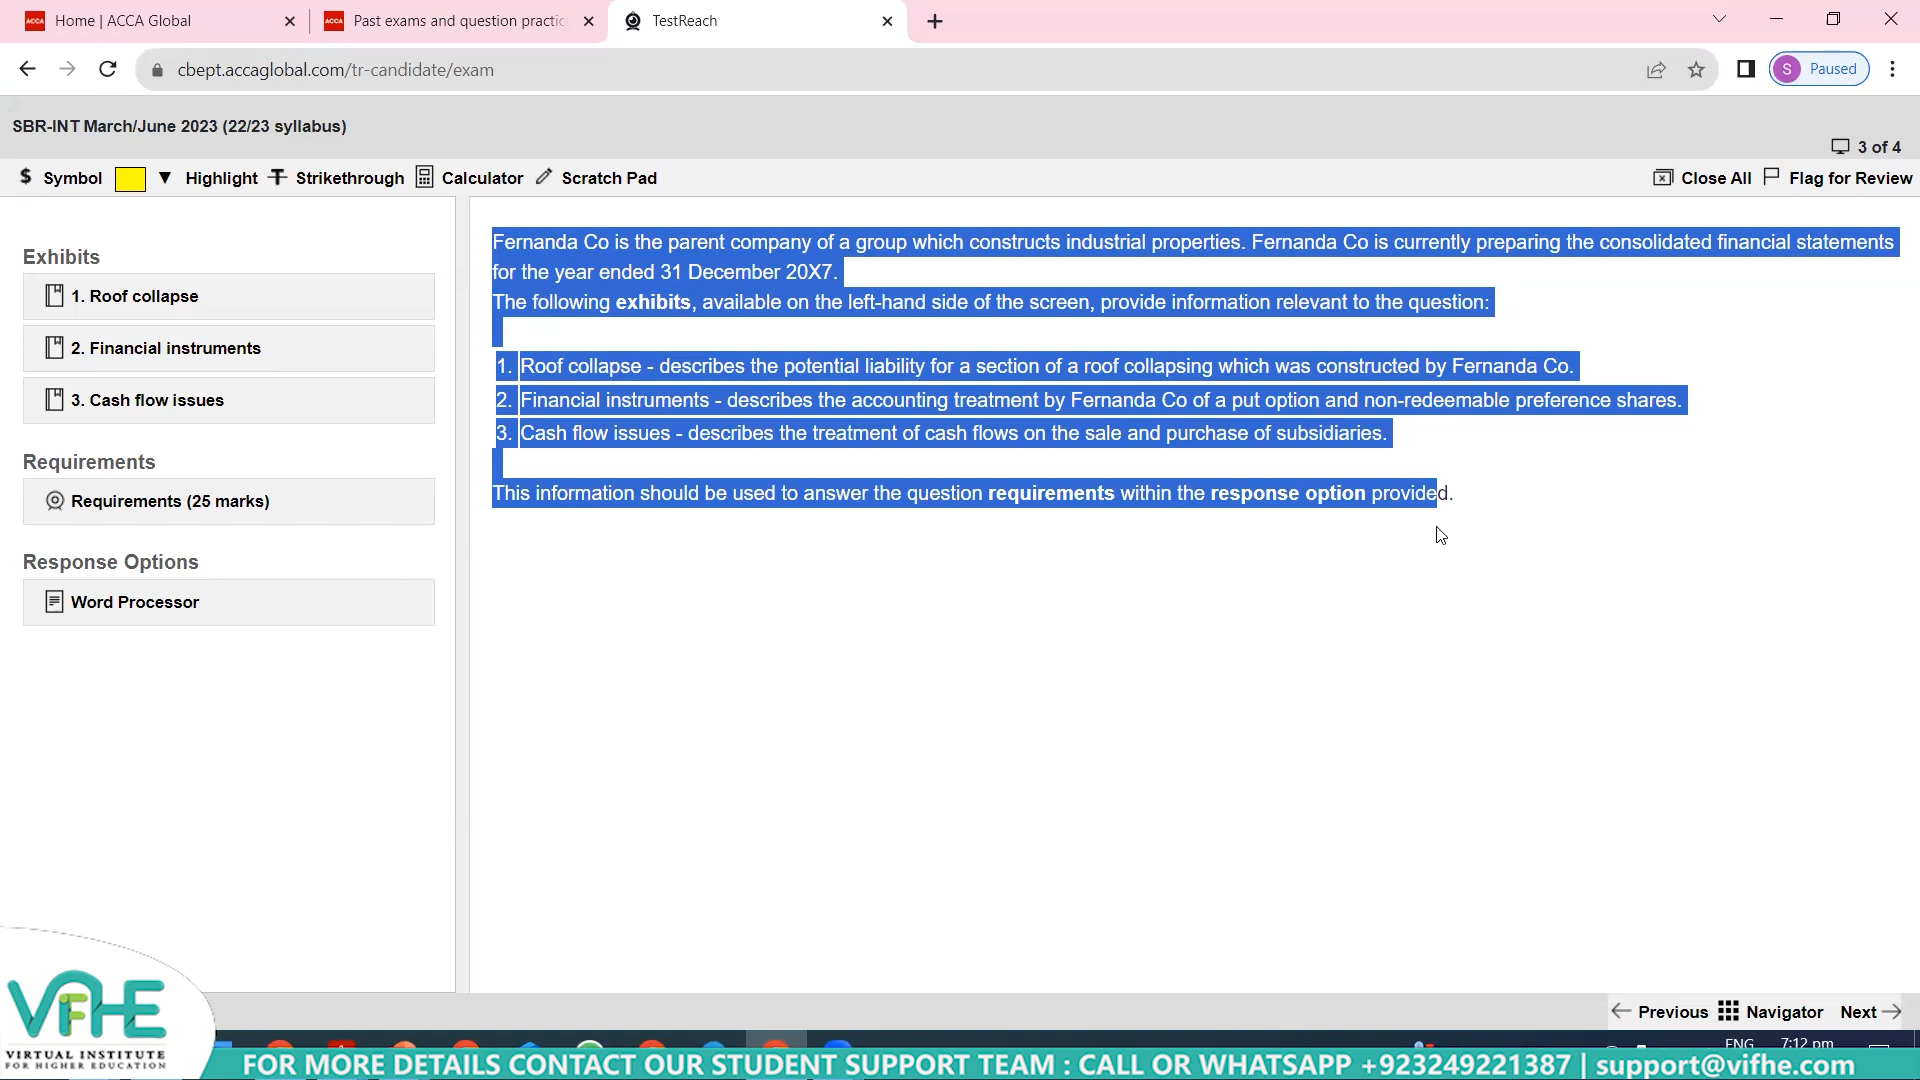 Home | ACCA Global
Past exams and question practic
TestReach
cbept.accaglobal.com/tr-candidate/exam
S Paused
SBR-INT March/June 2023 (22/23 syllabus)
3 of 4
$ Symbol Highlight Strikethrough Calculator Scratch Pad Close All Flag for Review
Exhibits
1. Roof collapse
2. Financial instruments
3. Cash flow issues
Requirements
Requirements (25 marks)
Response Options
Word Processor
Fernanda Co is the parent company of a group which constructs industrial properties. Fernanda Co is currently preparing the consolidated financial statements
for the year ended 31 December 20X7.
The following exhibits, available on the left-hand side of the screen, provide information relevant to the question:
1. Roof collapse - describes the potential liability for a section of a roof collapsing which was constructed by Fernanda Co.
2. Financial instruments - describes the accounting treatment by Fernanda Co of a put option and non-redeemable preference shares.
3. Cash flow issues - describes the treatment of cash flows on the sale and purchase of subsidiaries.
This information should be used to answer the question requirements within the response option provided.
Previous Navigator Next
ENG 7:12 pm
VIFHE
VIRTUAL INSTITUTE
FOR HIGHER EDUCATION
FOR MORE DETAILS CONTACT OUR STUDENT SUPPORT TEAM : CALL OR WHATSAPP +923249221387 | support@vifhe.com